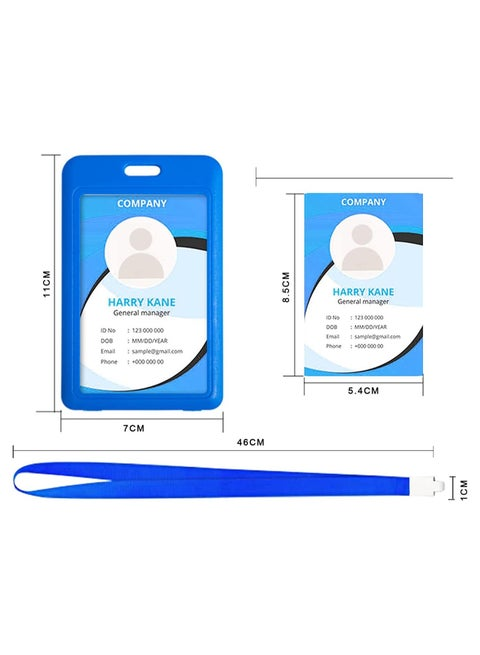 COMPANY
HARRY KANE
General manager
ID No : 123 000 000
DOB : MM/DD/YEAR
Email : sample@gmail.com
Phone : +000 000 00
11CM
7CM
COMPANY
HARRY KANE
General manager
ID No : 123 000 000
DOB : MM/DD/YEAR
Email : sample@gmail.com
Phone : +000 000 00
8.5CM
5.4CM
46CM
1CM